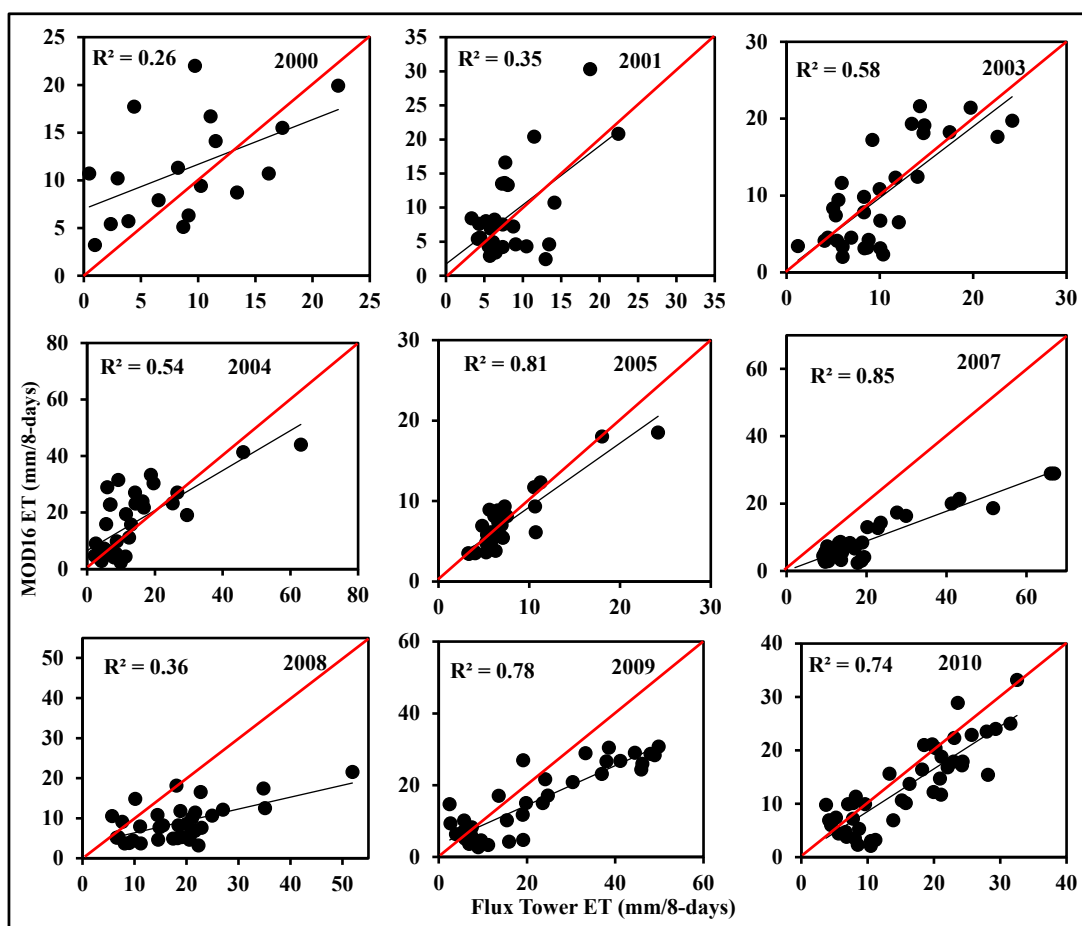 R² = 0.26 2000
25
20
15
10
5
0
0 5 10 15 20 25
R² = 0.35 2001
35
30
25
20
15
10
5
0
0 5 10 15 20 25 30 35
R² = 0.58 2003
30
20
10
0
0 10 20 30
MOD16 ET (mm/8-days)
R² = 0.54 2004
80
60
40
20
0
0 20 40 60 80
R² = 0.81 2005
30
20
10
0
0 10 20 30
R² = 0.85 2007
60
40
20
0
0 20 40 60
R² = 0.36 2008
50
40
30
20
10
0
0 10 20 30 40 50
R² = 0.78 2009
60
40
20
0
0 20 40 60
R² = 0.74 2010
40
30
20
10
0
0 10 20 30 40
Flux Tower ET (mm/8-days)